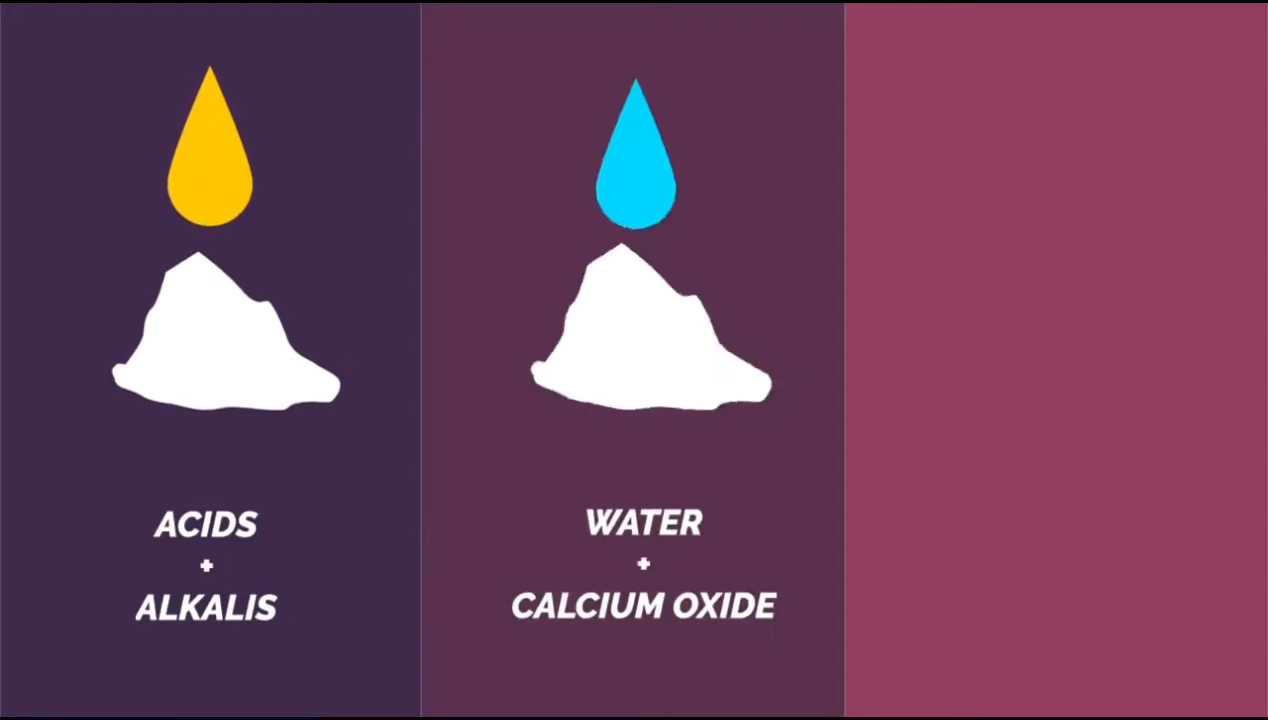 ACIDS
+
ALKALIS
WATER
+
CALCIUM OXIDE